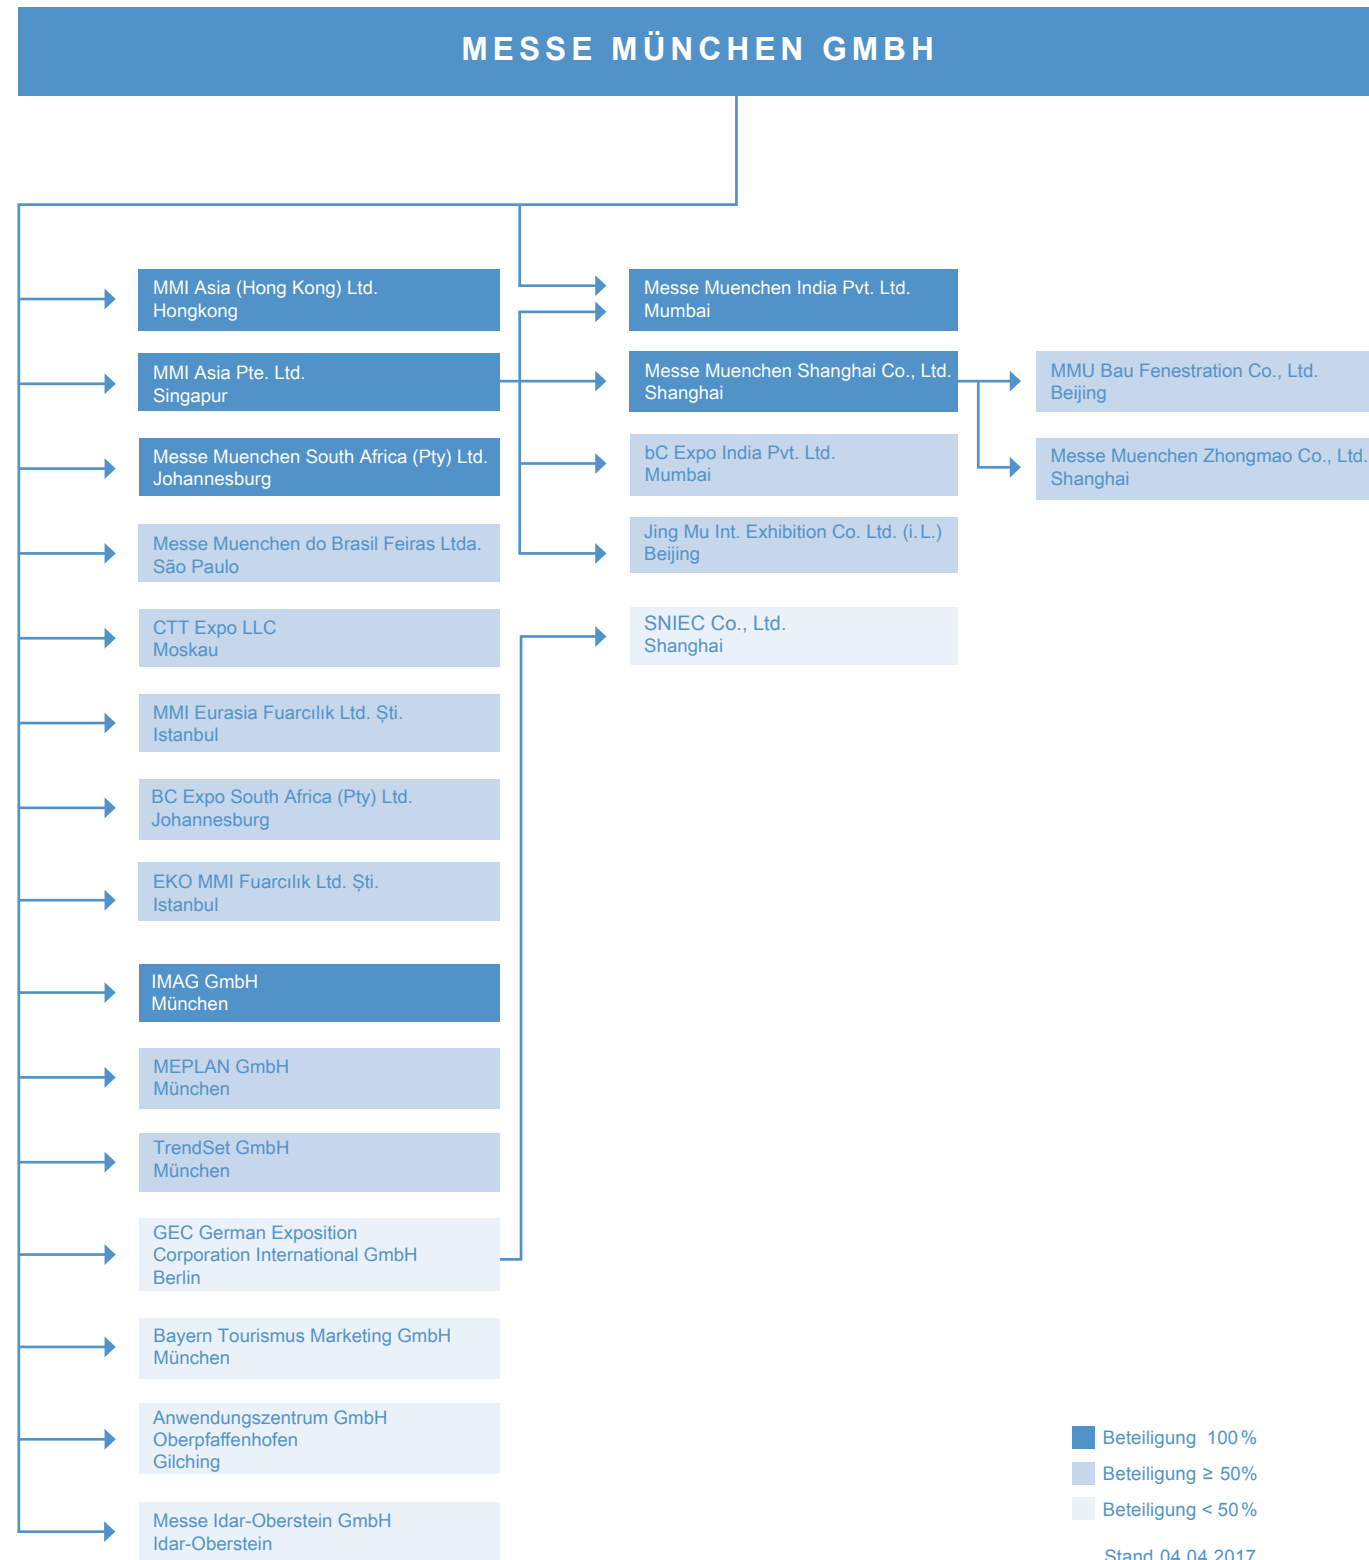 MESSE MÜNCHEN GMBH
MMI Asia (Hong Kong) Ltd.
Hongkong
MMI Asia Pte. Ltd.
Singapur
Messe Muenchen South Africa (Pty) Ltd.
Johannesburg
Messe Muenchen do Brasil Feiras Ltda.
São Paulo
CTT Expo LLC
Moskau
MMI Eurasia Fuarcılık Ltd. Ști.
Istanbul
BC Expo South Africa (Pty) Ltd.
Johannesburg
EKO MMI Fuarcılık Ltd. Ști.
Istanbul
IMAG GmbH
München
MEPLAN GmbH
München
TrendSet GmbH
München
GEC German Exposition
Corporation International GmbH
Berlin
Bayern Tourismus Marketing GmbH
München
Anwendungszentrum GmbH
Oberpfaffenhofen
Gilching
Messe Idar-Oberstein GmbH
Idar-Oberstein
Messe Muenchen India Pvt. Ltd.
Mumbai
Messe Muenchen Shanghai Co., Ltd.
Shanghai
bC Expo India Pvt. Ltd.
Mumbai
Jing Mu Int. Exhibition Co. Ltd. (i. L.)
Beijing
SNIEC Co., Ltd.
Shanghai
MMU Bau Fenestration Co., Ltd.
Beijing
Messe Muenchen Zhongmao Co., Ltd.
Shanghai
Beteiligung 100 %
Beteiligung ≥ 50%
Beteiligung < 50 %
Stand 04.04.2017